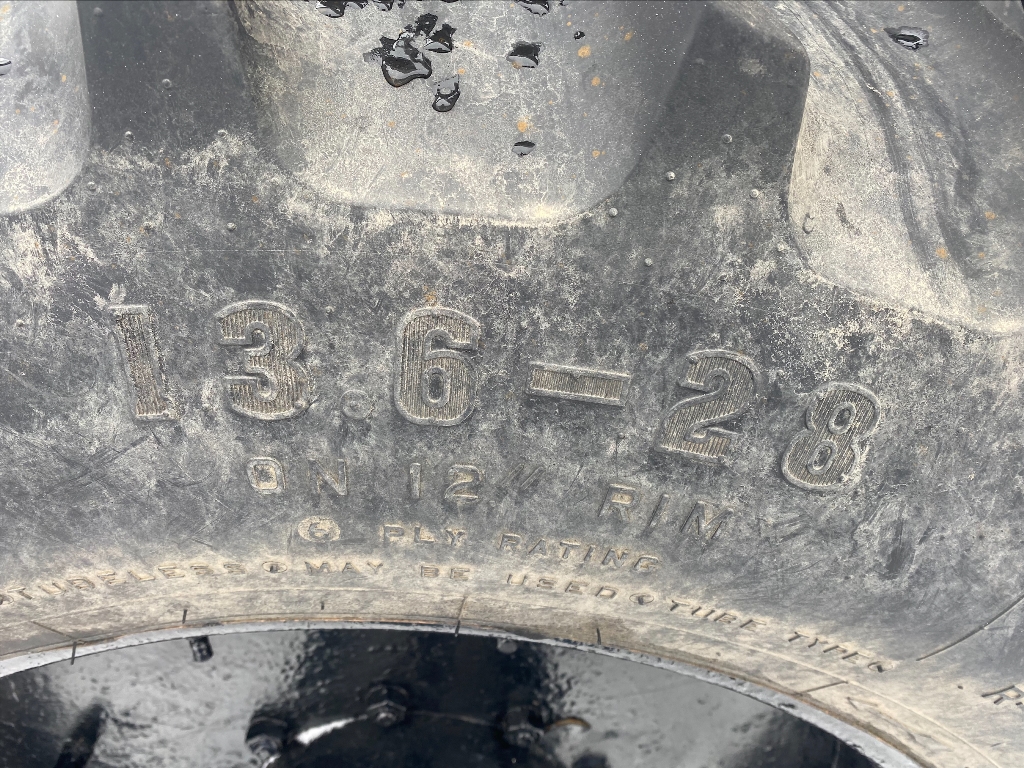 13.6-28
ON 12" RIM
6 PLY RATING
TUBELESS MAY BE USED TUBE TYPE
R-